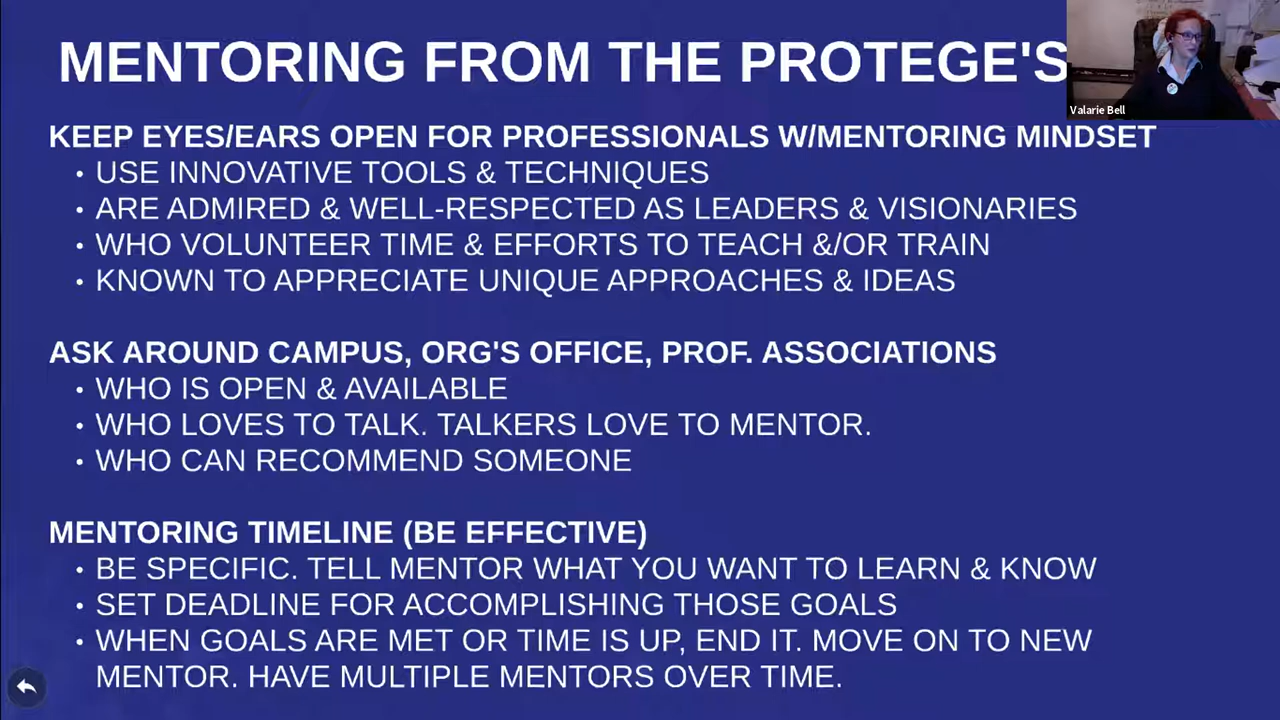 MENTORING FROM THE PROTEGE'S
Valarie Bell
KEEP EYES/EARS OPEN FOR PROFESSIONALS W/MENTORING MINDSET
• USE INNOVATIVE TOOLS & TECHNIQUES
• ARE ADMIRED & WELL-RESPECTED AS LEADERS & VISIONARIES
• WHO VOLUNTEER TIME & EFFORTS TO TEACH &/OR TRAIN
• KNOWN TO APPRECIATE UNIQUE APPROACHES & IDEAS
ASK AROUND CAMPUS, ORG'S OFFICE, PROF. ASSOCIATIONS
• WHO IS OPEN & AVAILABLE
• WHO LOVES TO TALK. TALKERS LOVE TO MENTOR.
• WHO CAN RECOMMEND SOMEONE
MENTORING TIMELINE (BE EFFECTIVE)
• BE SPECIFIC. TELL MENTOR WHAT YOU WANT TO LEARN & KNOW
• SET DEADLINE FOR ACCOMPLISHING THOSE GOALS
• WHEN GOALS ARE MET OR TIME IS UP, END IT. MOVE ON TO NEW
MENTOR. HAVE MULTIPLE MENTORS OVER TIME.